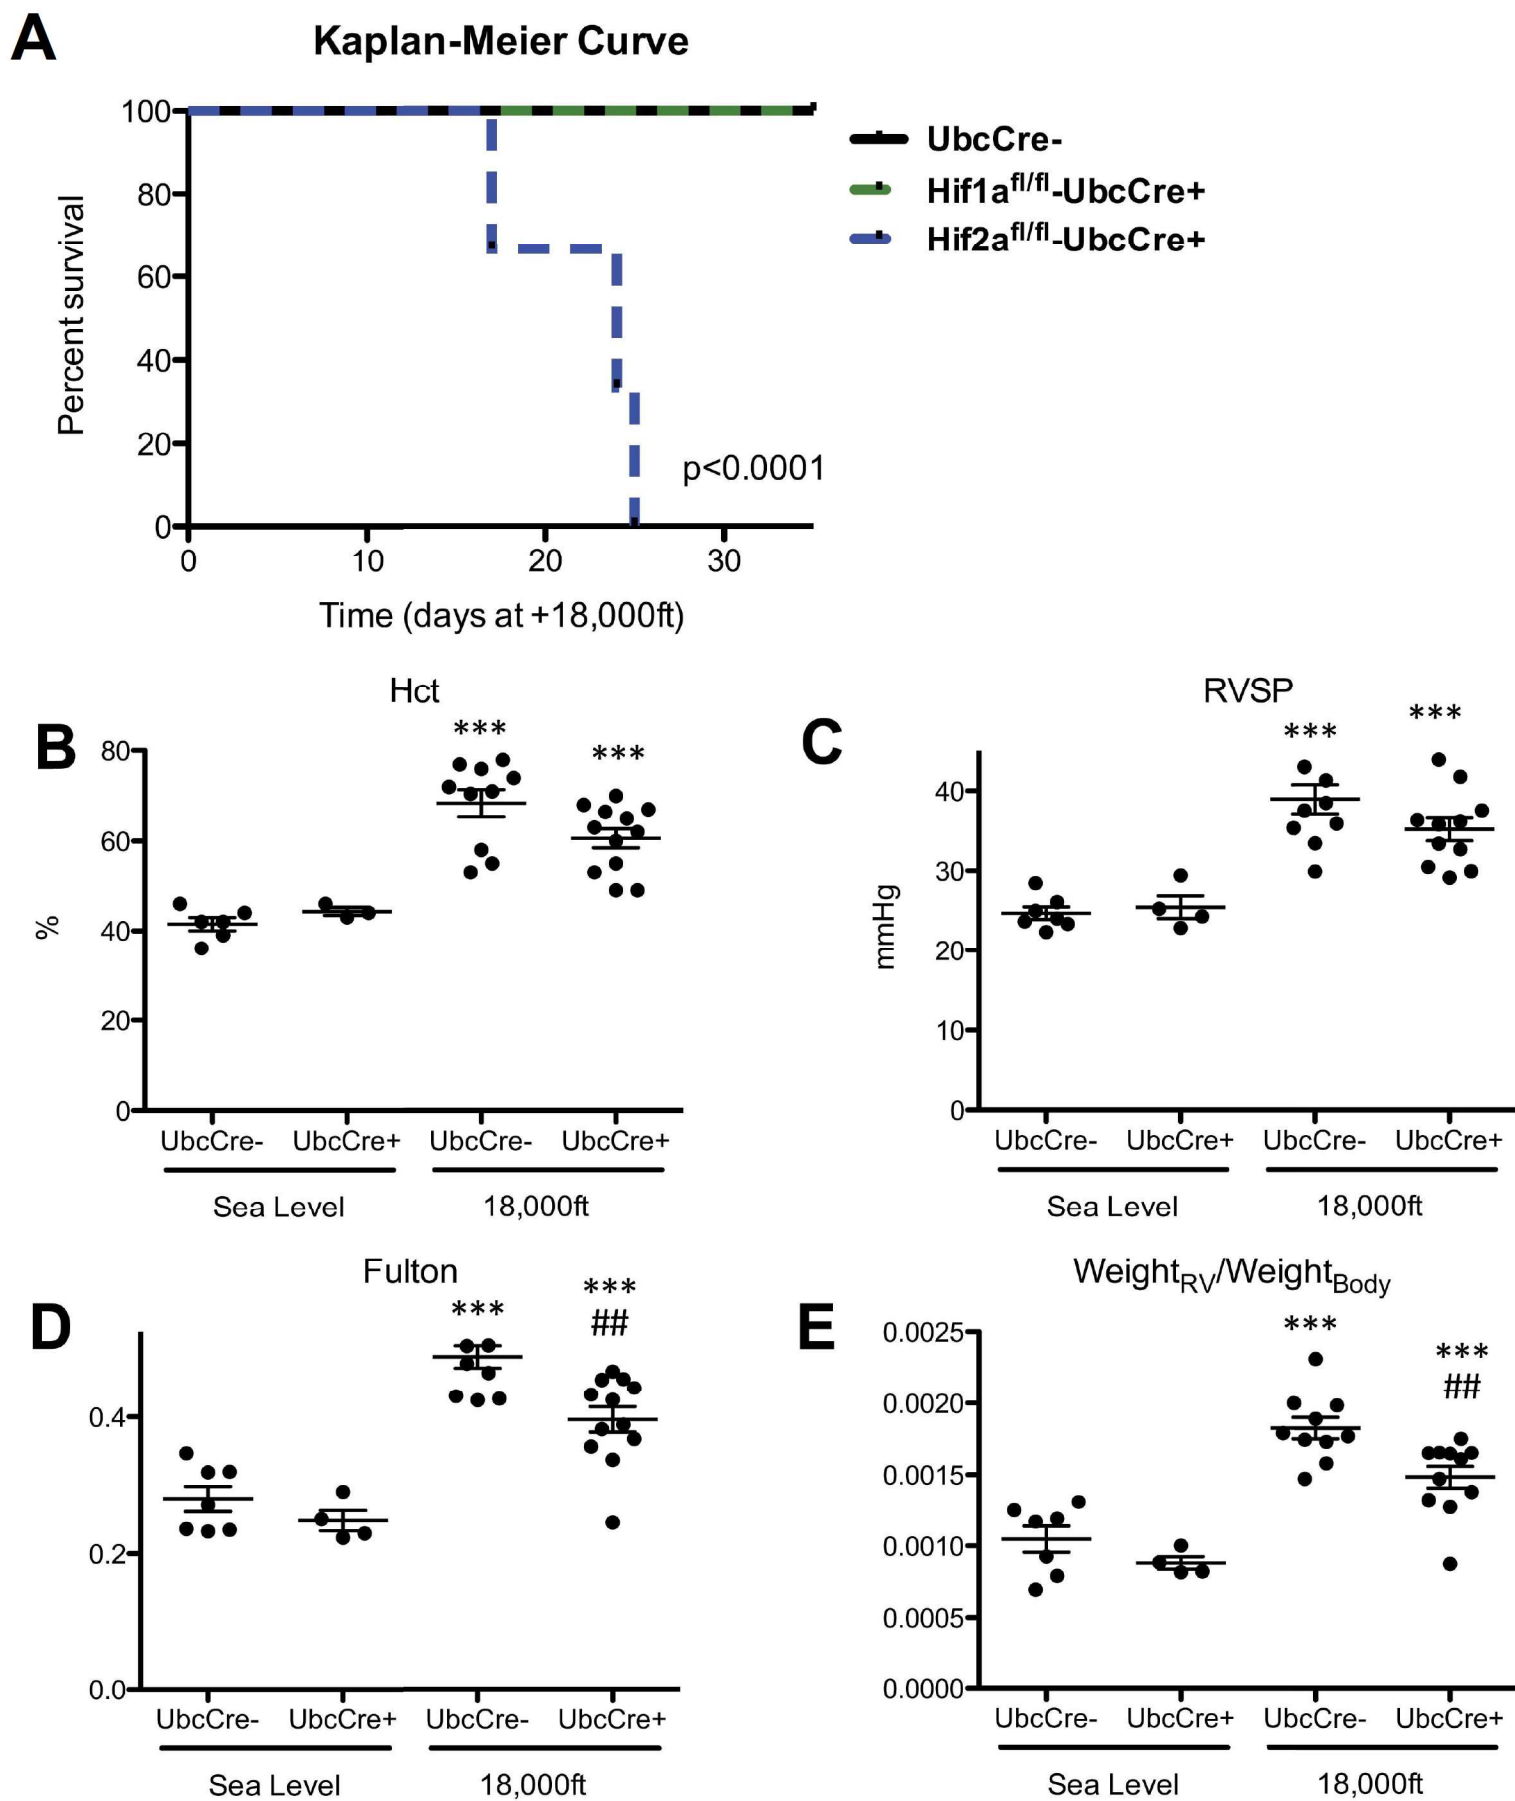 A
Kaplan-Meier Curve
100
80
60
40
20
0
Percent survival
0 10 20 30
Time (days at +18,000ft)
p<0.0001
UbcCre-
Hif1afl/fl-UbcCre+
Hif2afl/fl-UbcCre+
B
Hct
80
60
40
20
0
%
*** ***
UbcCre- UbcCre+ UbcCre- UbcCre+
Sea Level 18,000ft
C
RVSP
40
30
20
10
0
mmHg
*** ***
UbcCre- UbcCre+ UbcCre- UbcCre+
Sea Level 18,000ft
D
Fulton
0.4
0.2
0.0
*** ***
##
UbcCre- UbcCre+ UbcCre- UbcCre+
Sea Level 18,000ft
E
WeightRV/WeightBody
0.0025
0.0020
0.0015
0.0010
0.0005
0.0000
*** ***
##
UbcCre- UbcCre+ UbcCre- UbcCre+
Sea Level 18,000ft